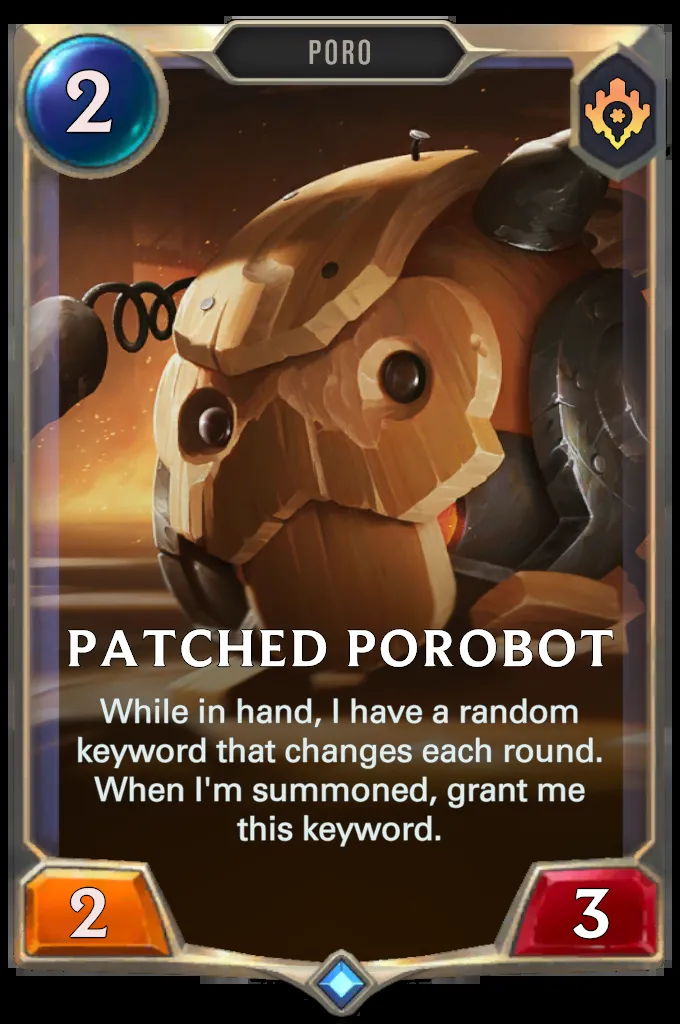 PORO
2
PATCHED POROBOT
While in hand, I have a random
keyword that changes each round.
When I'm summoned, grant me
this keyword.
2
3